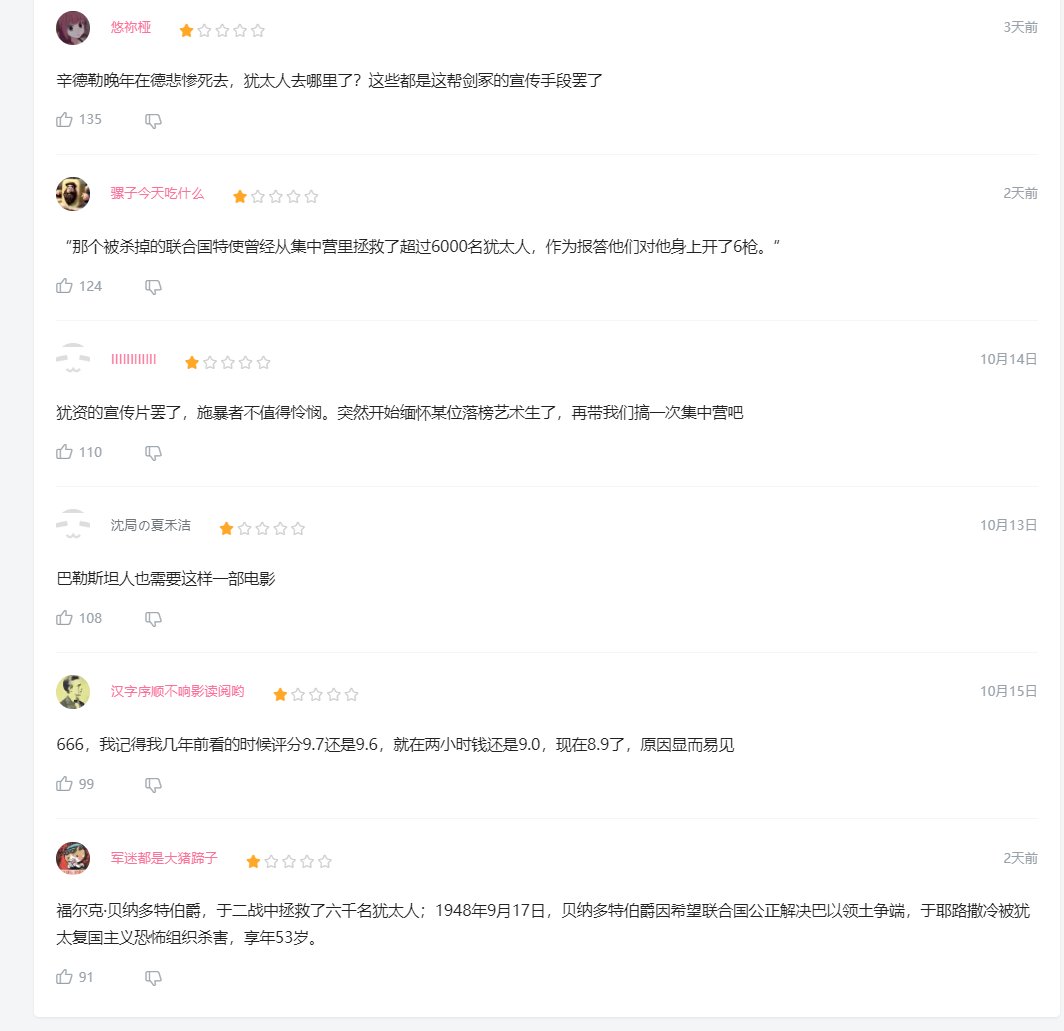 悠祢桠
3天前
辛德勒晚年在德悲惨死去，犹太人去哪里了？这些都是这帮剑冢的宣传手段罢了
135
骡子今天吃什么
2天前
“那个被杀掉的联合国特使曾经从集中营里拯救了超过6000名犹太人，作为报答他们对他身上开了6枪。”
124
llllllllllll
10月14日
犹资的宣传片罢了，施暴者不值得怜悯。突然开始缅怀某位落榜艺术生了，再带我们搞一次集中营吧
110
沈局の夏禾洁
10月13日
巴勒斯坦人也需要这样一部电影
108
汉字序顺不响影读阅哟
10月15日
666，我记得我几年前看的时候评分9.7还是9.6，就在两小时钱还是9.0，现在8.9了，原因显而易见
99
军迷都是大猪蹄子
2天前
福尔克·贝纳多特伯爵，于二战中拯救了六千名犹太人；1948年9月17日，贝纳多特伯爵因希望联合国公正解决巴以领土争端，于耶路撒冷被犹
太复国主义恐怖组织杀害，享年53岁。
91